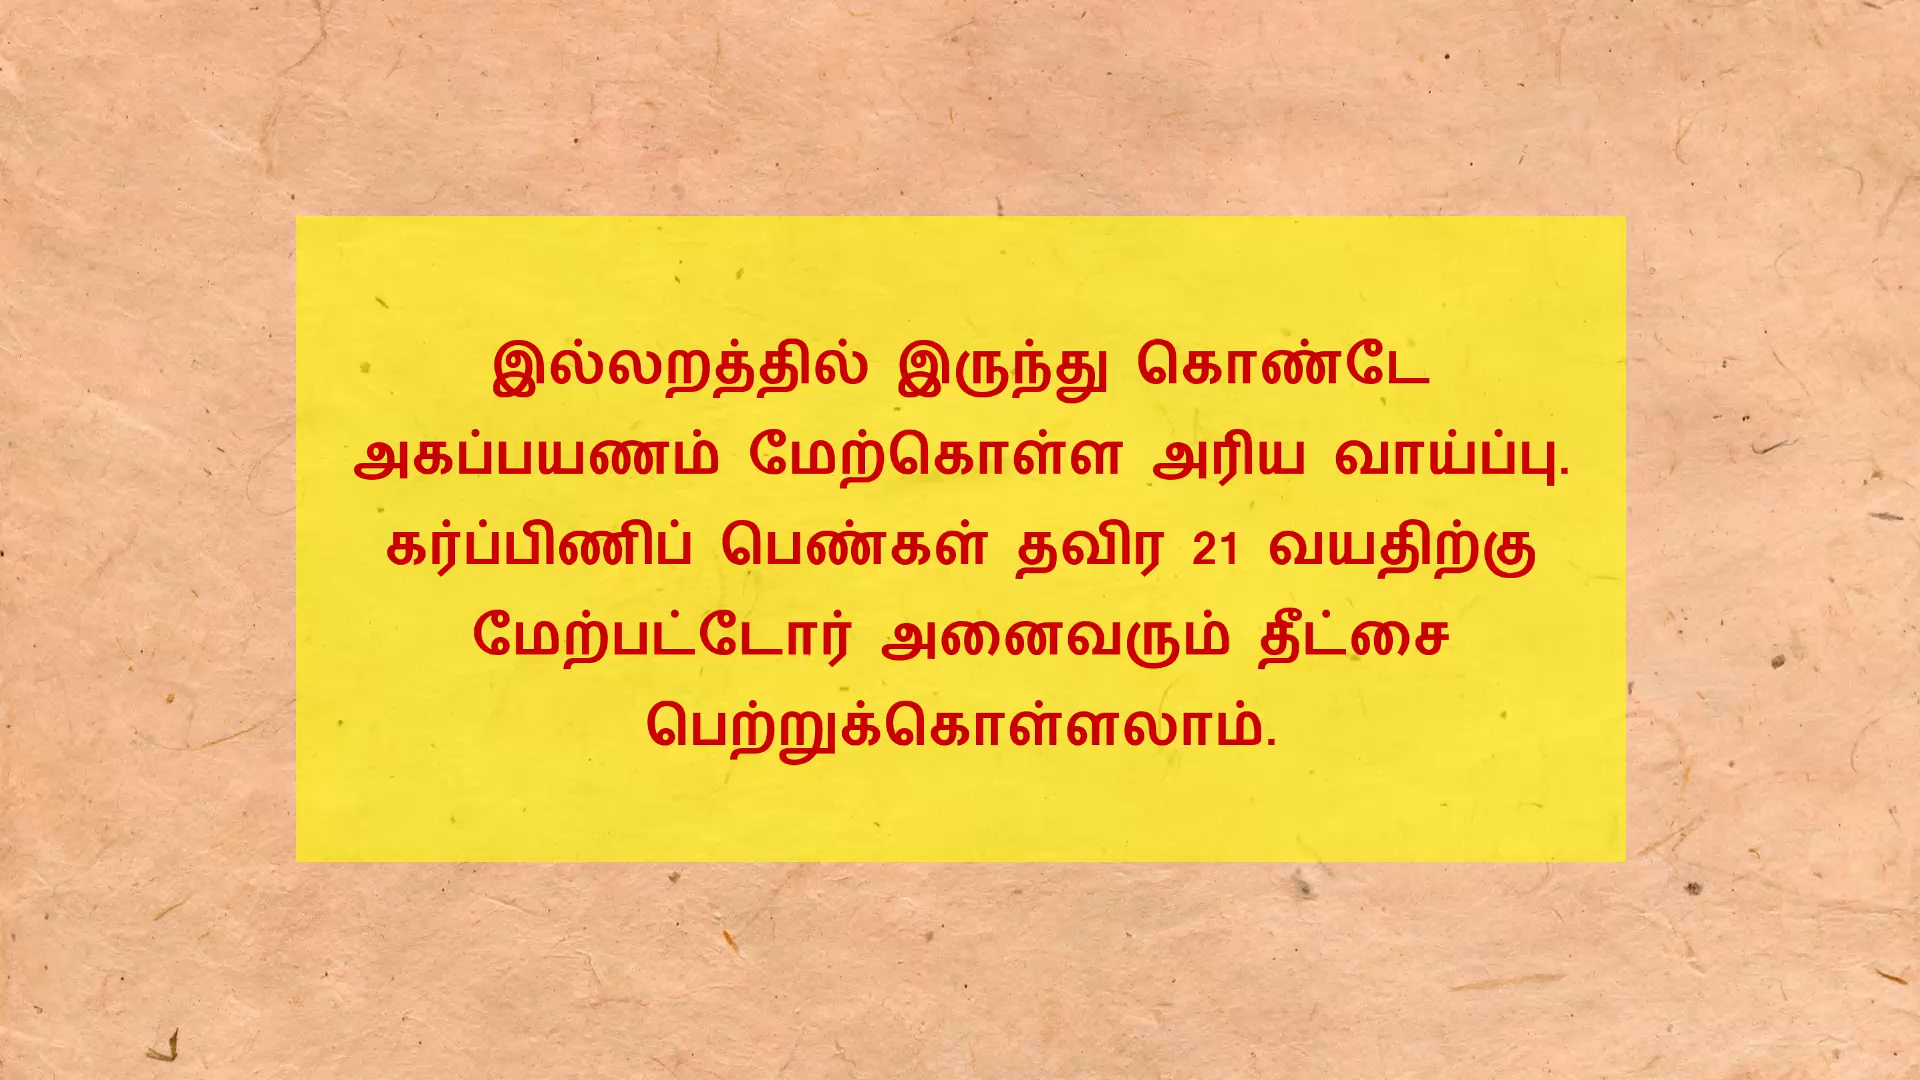 இல்லறத்தில் இருந்து கொண்டே
அகப்பயணம் மேற்கொள்ள அரிய வாய்ப்பு.
கர்ப்பிணிப் பெண்கள் தவிர 21 வயதிற்கு
மேற்பட்டோர் அனைவரும் தீட்சை
பெற்றுக்கொள்ளலாம்.